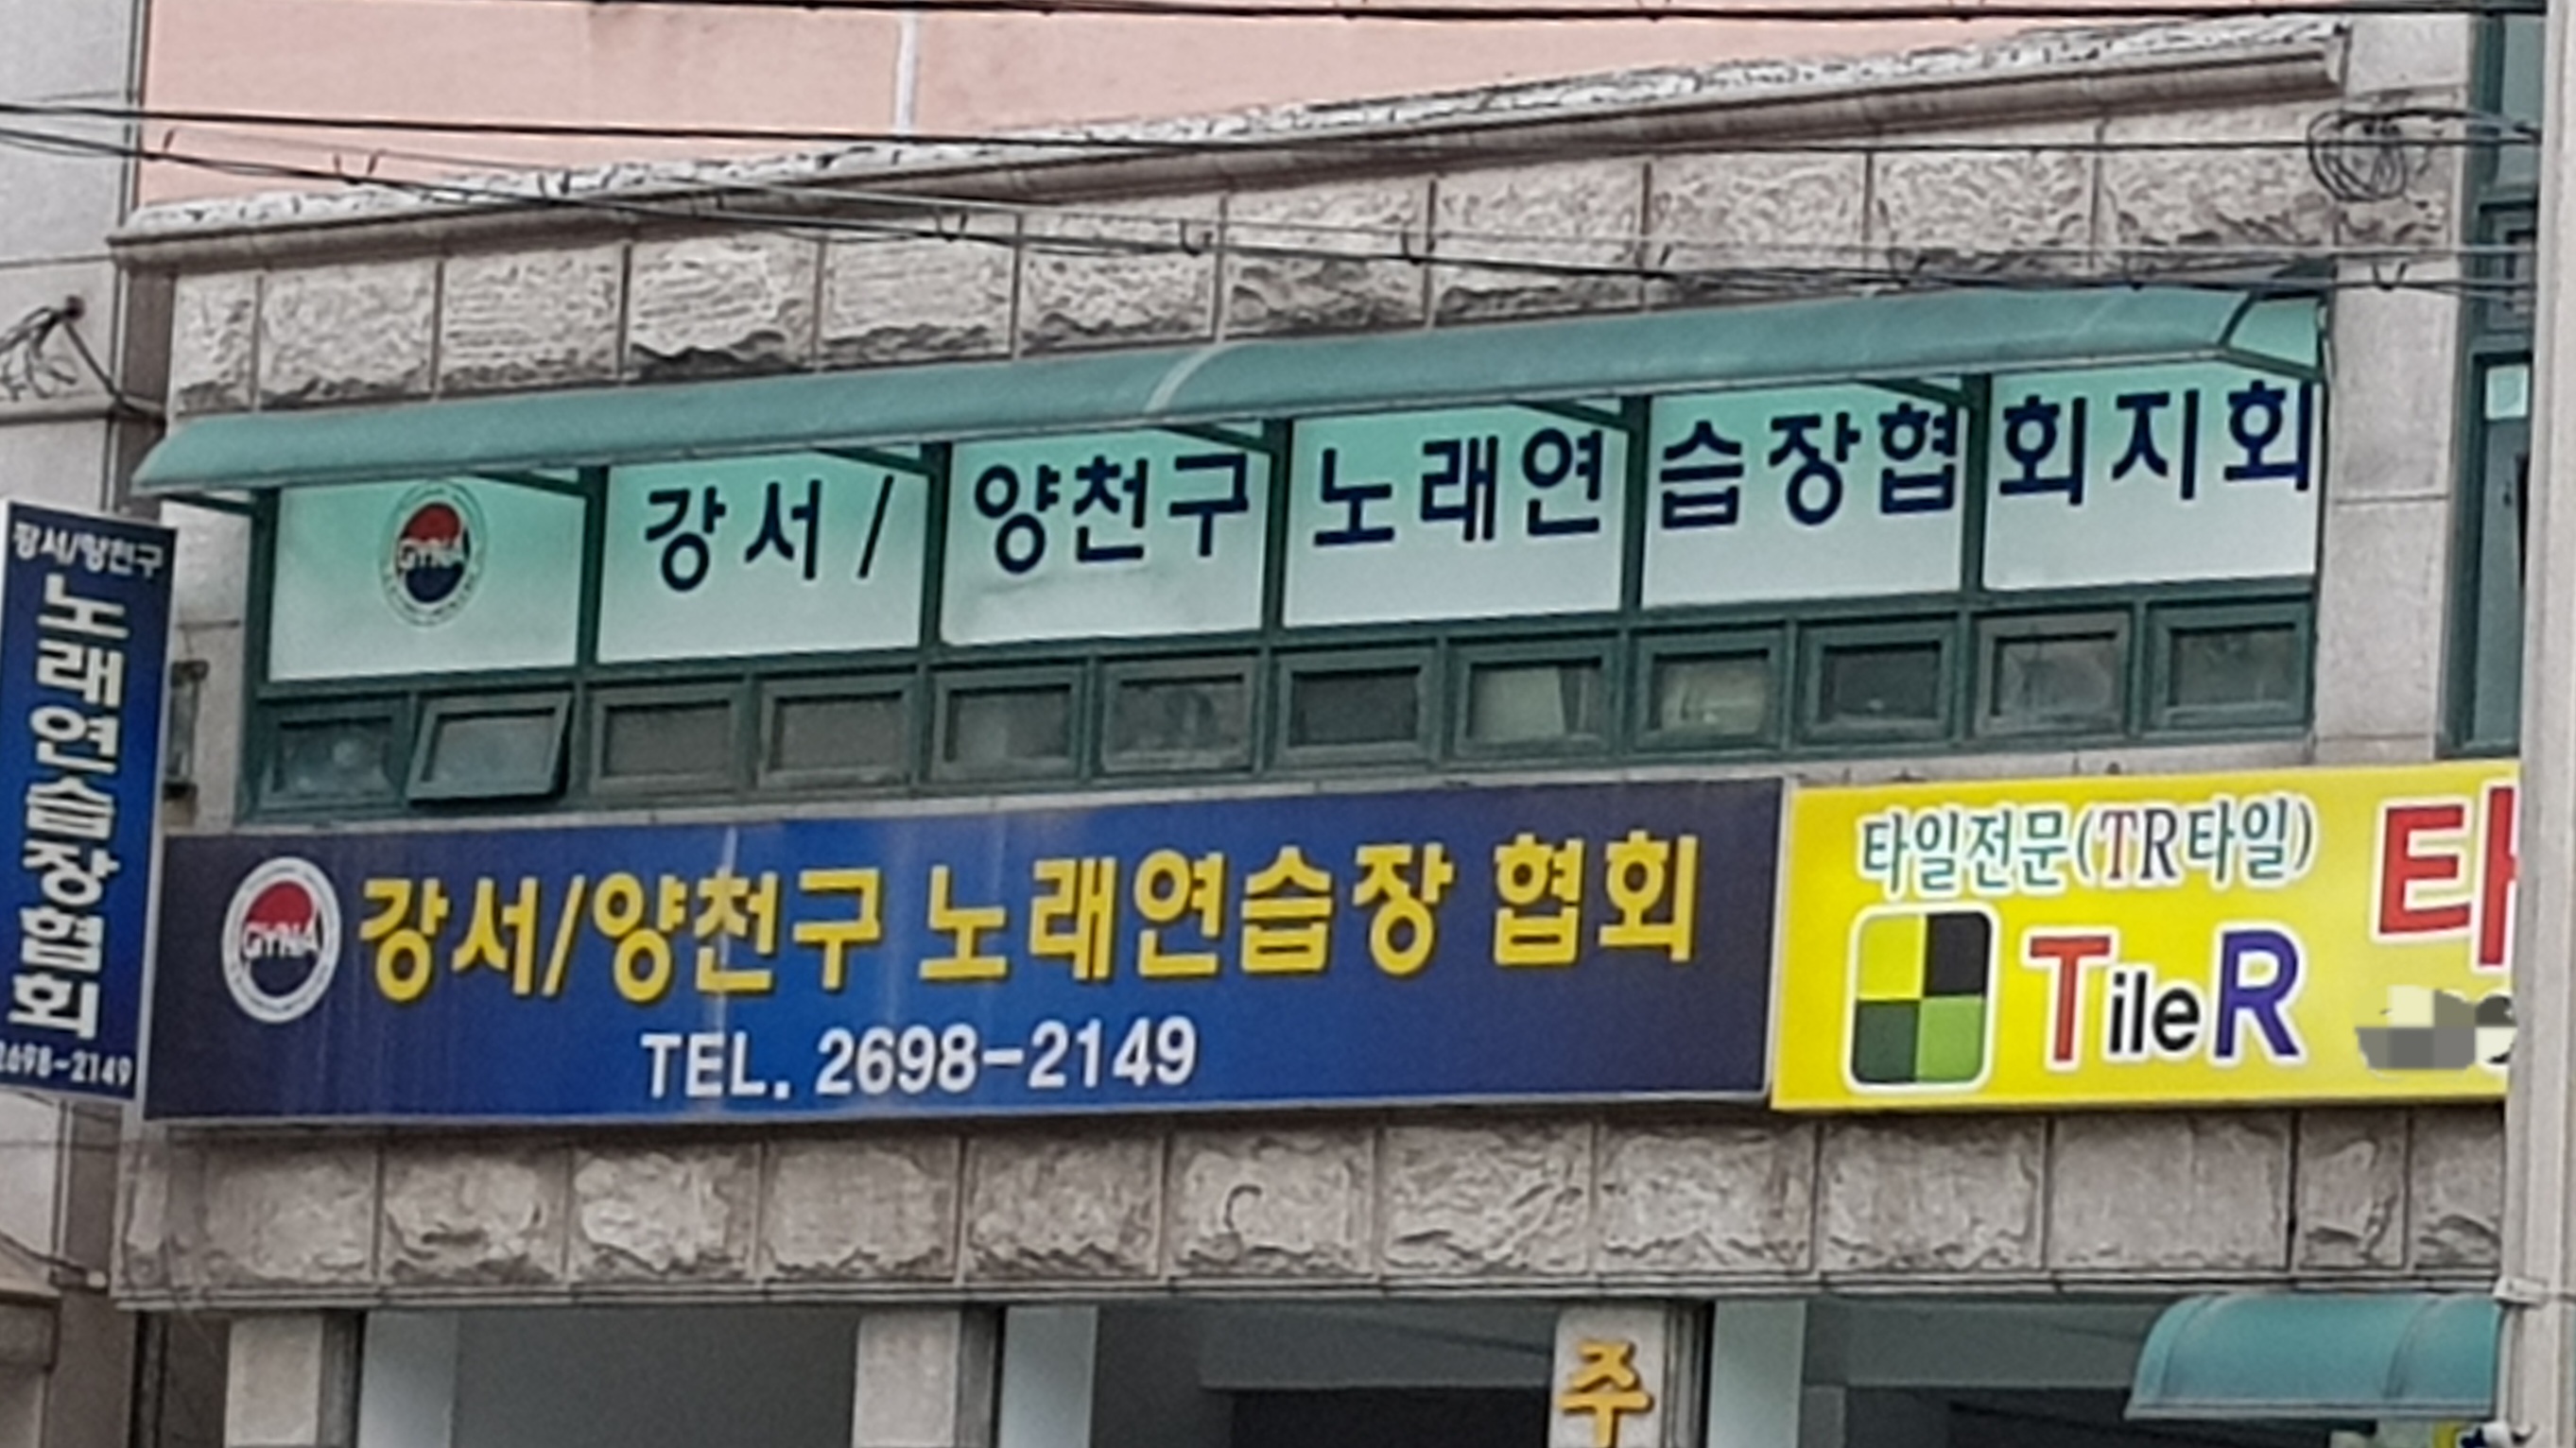 GYNA
강서 / 양천구 노래연습장협회지회
강서/양천구
노래연습장협회
2698-2149
GYNA
강서/양천구 노래연습장 협회
TEL. 2698-2149
타일전문(TR타일)
TileR
타
주